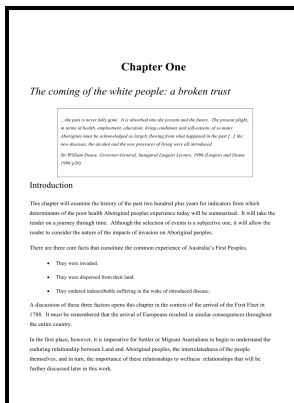 Chapter One
The coming of the white people: a broken trust
...the past is never fully gone. It is absorbed into the present and the future. The present plight,
in terms of health, employment, education, living conditions and self-esteem, of so many
Aborigines must be acknowledged as largely flowing from what happened in the past [...] the
new diseases, the alcohol and the new pressures of living were all introduced
Sir William Deane, Governor-General, Inaugural Lingiari Lecture, 1996.(Lingiari and Deane
1996:p20)
Introduction
This chapter will examine the history of the past two hundred plus years for indicators from which
determinants of the poor health Aboriginal peoples experience today will be summarised. It will take the
reader on a journey through time. Although the selection of events is a subjective one, it will allow the
reader to consider the nature of the impacts of invasion on Aboriginal peoples.
There are three core facts that constitute the common experience of Australia's First Peoples.
• They were invaded.
• They were dispersed from their land.
• They endured indescribable suffering in the wake of introduced disease.
A discussion of these three factors opens this chapter in the context of the arrival of the First Fleet in
1788. It must be remembered that the arrival of Europeans resulted in similar consequences throughout
the entire country.
In the first place, however, it is imperative for Settler or Migrant Australians to begin to understand the
enduring relationship between Land and Aboriginal peoples, the interrelatedness of the people
themselves, and in turn, the importance of these relationships to wellness relationships that will be
further discussed later in this work.